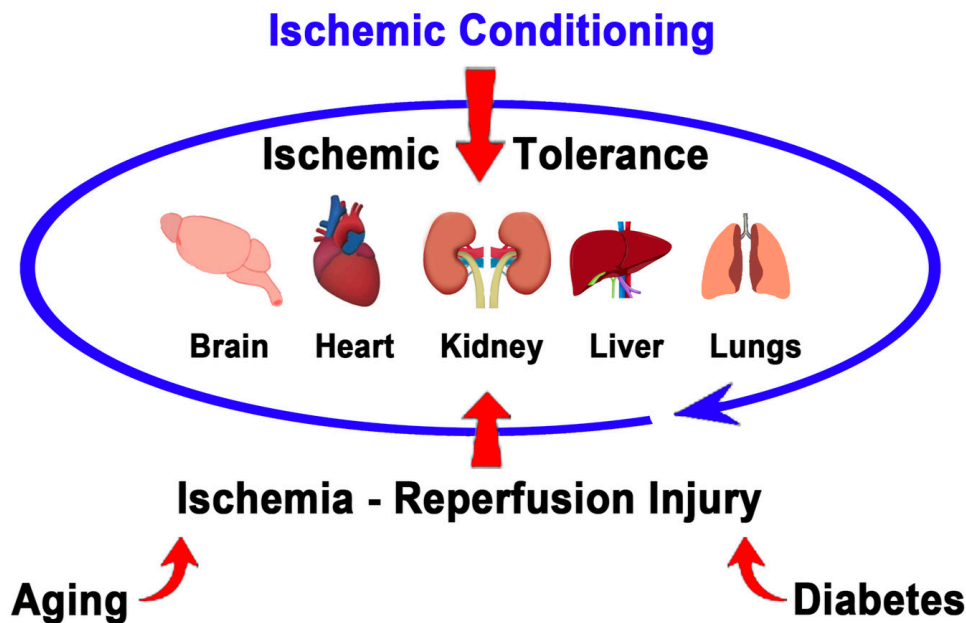 Ischemic Conditioning
Ischemic Tolerance
Brain Heart Kidney Liver Lungs
Ischemia - Reperfusion Injury
Aging Diabetes